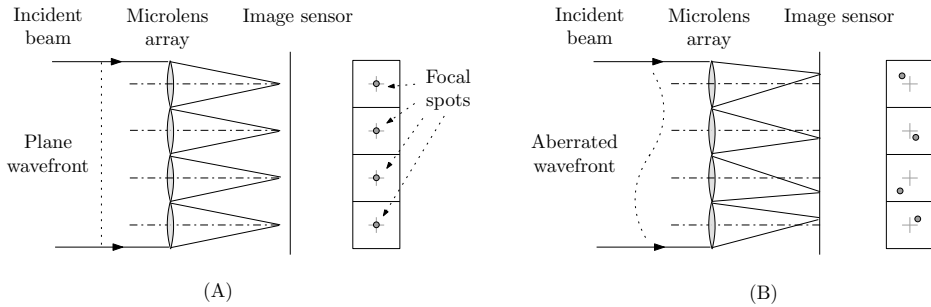 Incident
beam
Microlens
array
Image sensor
Focal
spots
Plane
wavefront
(A)
Incident
beam
Microlens
array
Image sensor
Aberrated
wavefront
(B)